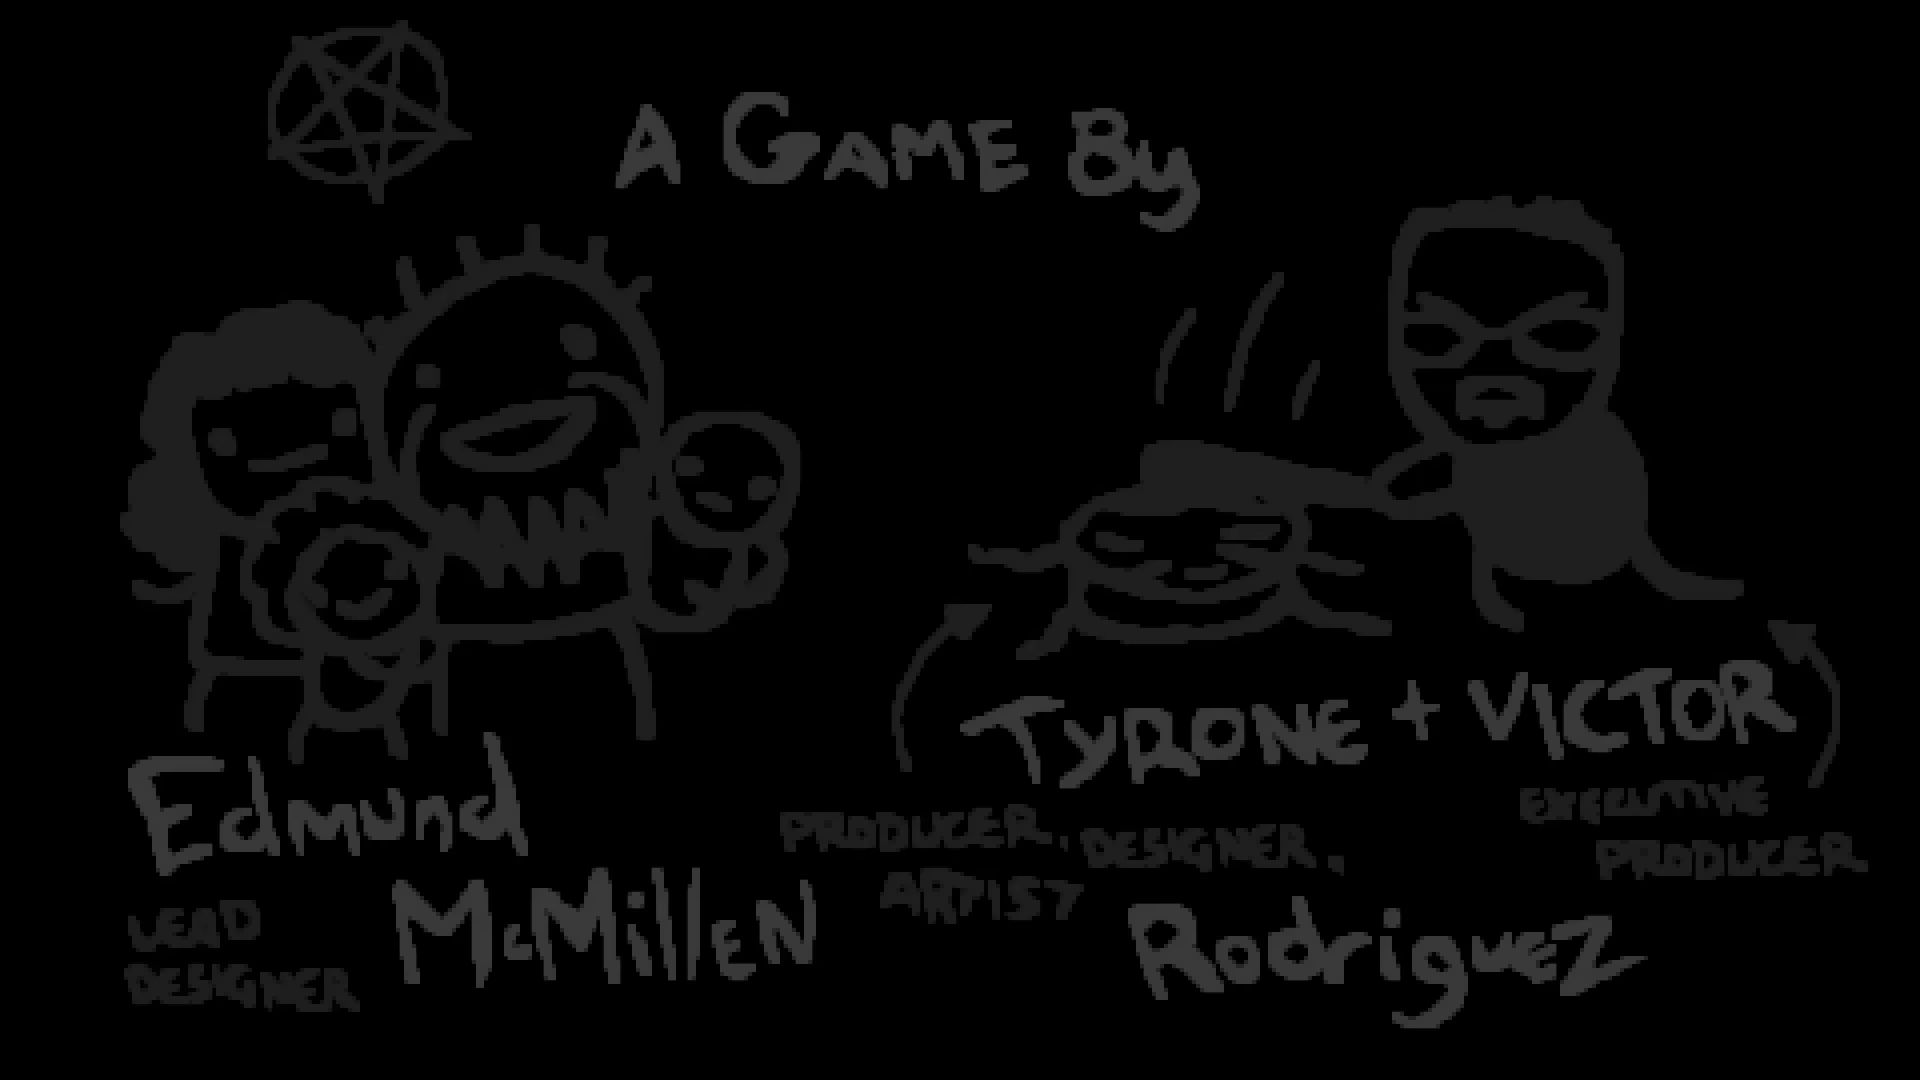 A GAME By
TYRONE + VICTOR
Edmund
EXECUTIVE
PRODUCER, DESIGNER,
PRODUCER
ARTIST
McMillEN
LEAD
DESIGNER
RodriguEZ